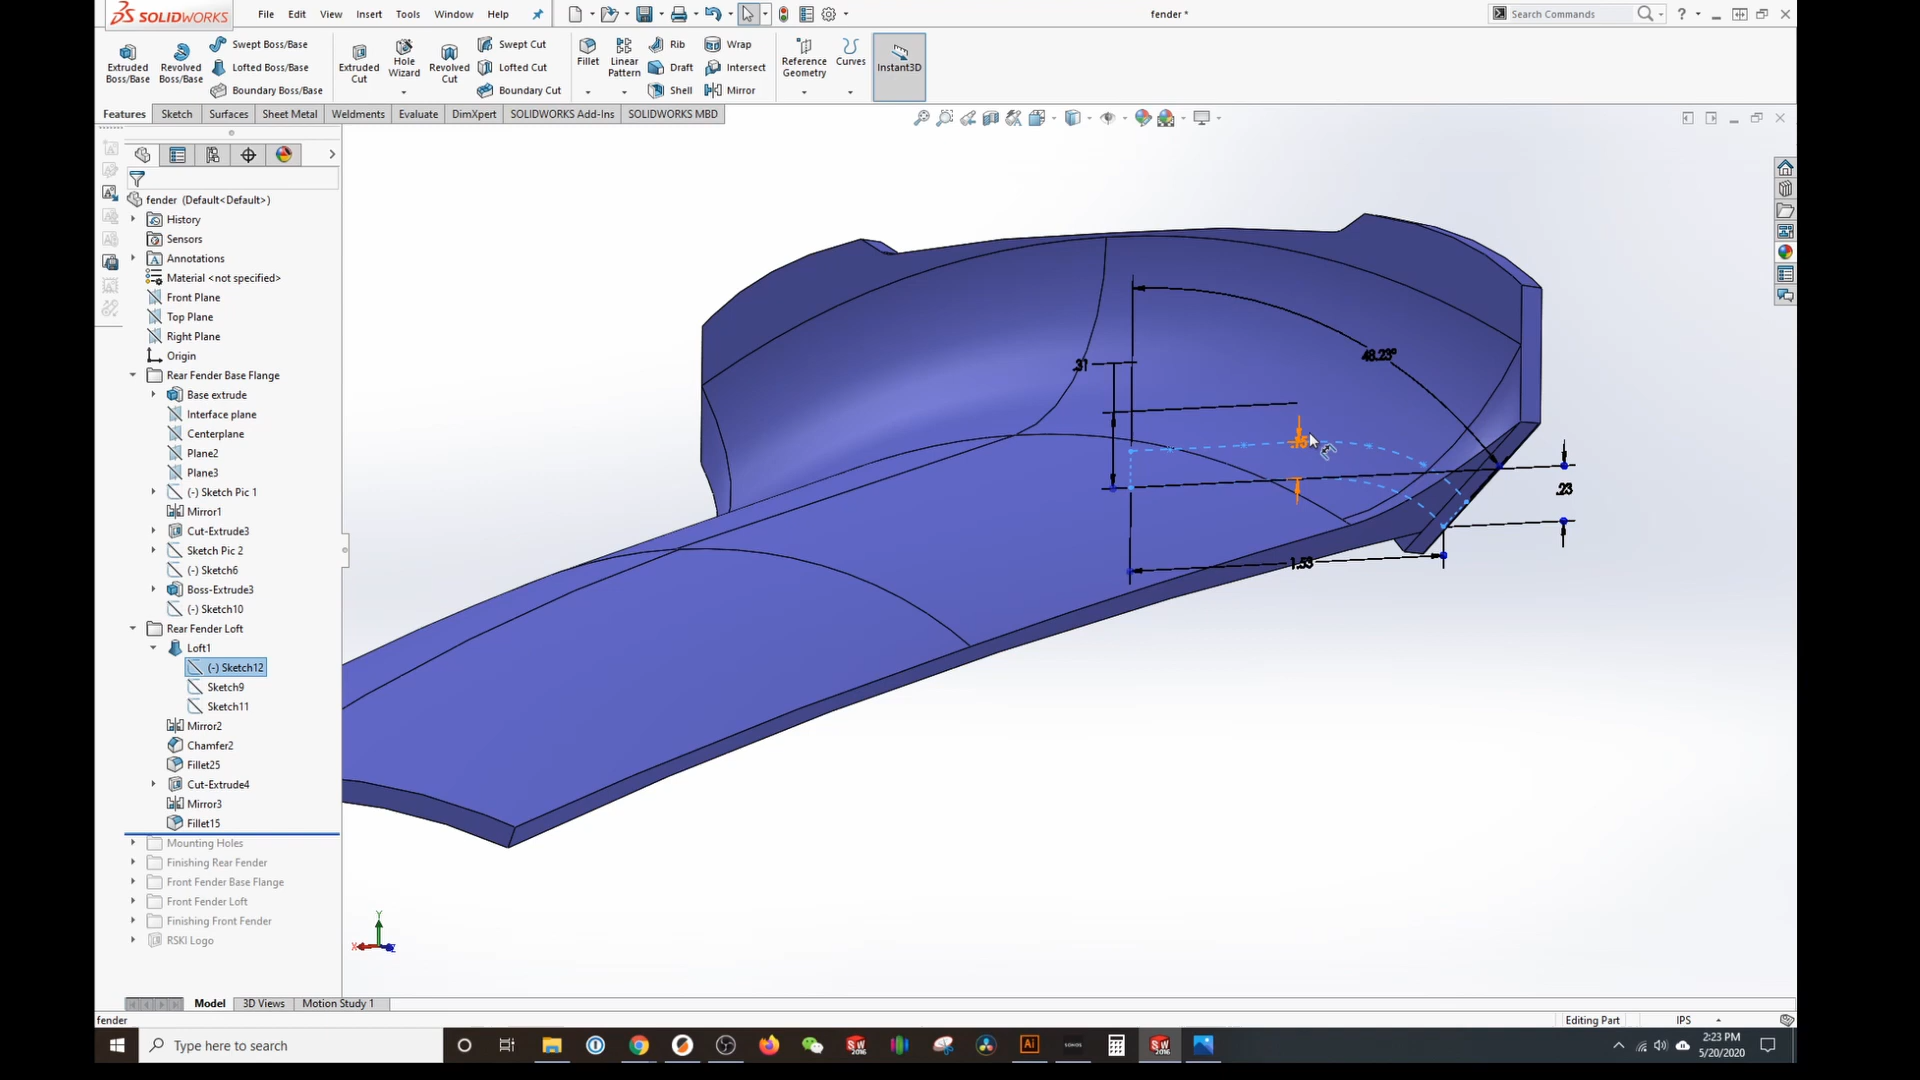 SOLIDWORKS
File Edit View Insert Tools Window Help
fender *
Search Commands
?
Extruded Boss/Base
Revolved Boss/Base
Swept Boss/Base
Lofted Boss/Base
Boundary Boss/Base
Extruded Cut
Hole Wizard
Revolved Cut
Swept Cut
Lofted Cut
Boundary Cut
Fillet
Linear Pattern
Rib
Draft
Shell
Wrap
Intersect
Mirror
Reference Geometry
Curves
Instant3D
Features Sketch Surfaces Sheet Metal Weldments Evaluate DimXpert SOLIDWORKS Add-Ins SOLIDWORKS MBD
fender (Default<Default>)
History
Sensors
Annotations
Material <not specified>
Front Plane
Top Plane
Right Plane
Origin
Rear Fender Base Flange
Base extrude
Interface plane
Centerplane
Plane2
Plane3
(-) Sketch Pic 1
Mirror1
Cut-Extrude3
Sketch Pic 2
(-) Sketch6
Boss-Extrude3
(-) Sketch10
Rear Fender Loft
Loft1
(-) Sketch12
Sketch9
Sketch11
Mirror2
Chamfer2
Fillet25
Cut-Extrude4
Mirror3
Fillet15
Mounting Holes
Finishing Rear Fender
Front Fender Base Flange
Front Fender Loft
Finishing Front Fender
RSKI Logo
.31
48.23°
.15
.23
1.53
Y
X
Z
Model 3D Views Motion Study 1
fender
Editing Part
IPS
Type here to search
SW 2016
Ai
SONOS
SW 2016
2:23 PM
5/20/2020